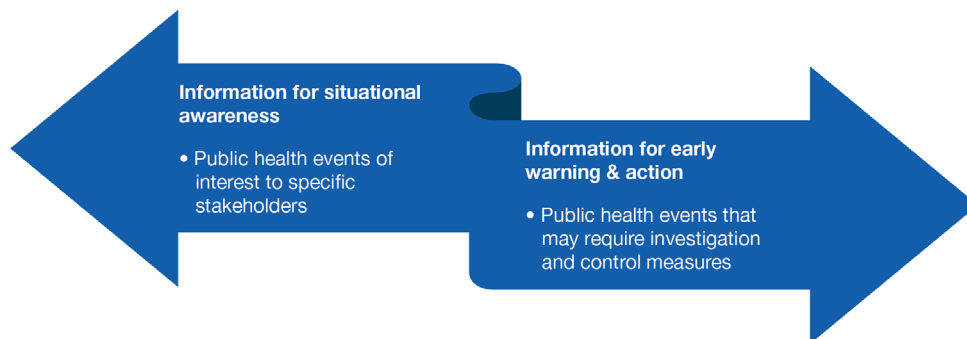 Information for situational
awareness
• Public health events of
interest to specific
stakeholders
Information for early
warning & action
• Public health events that
may require investigation
and control measures